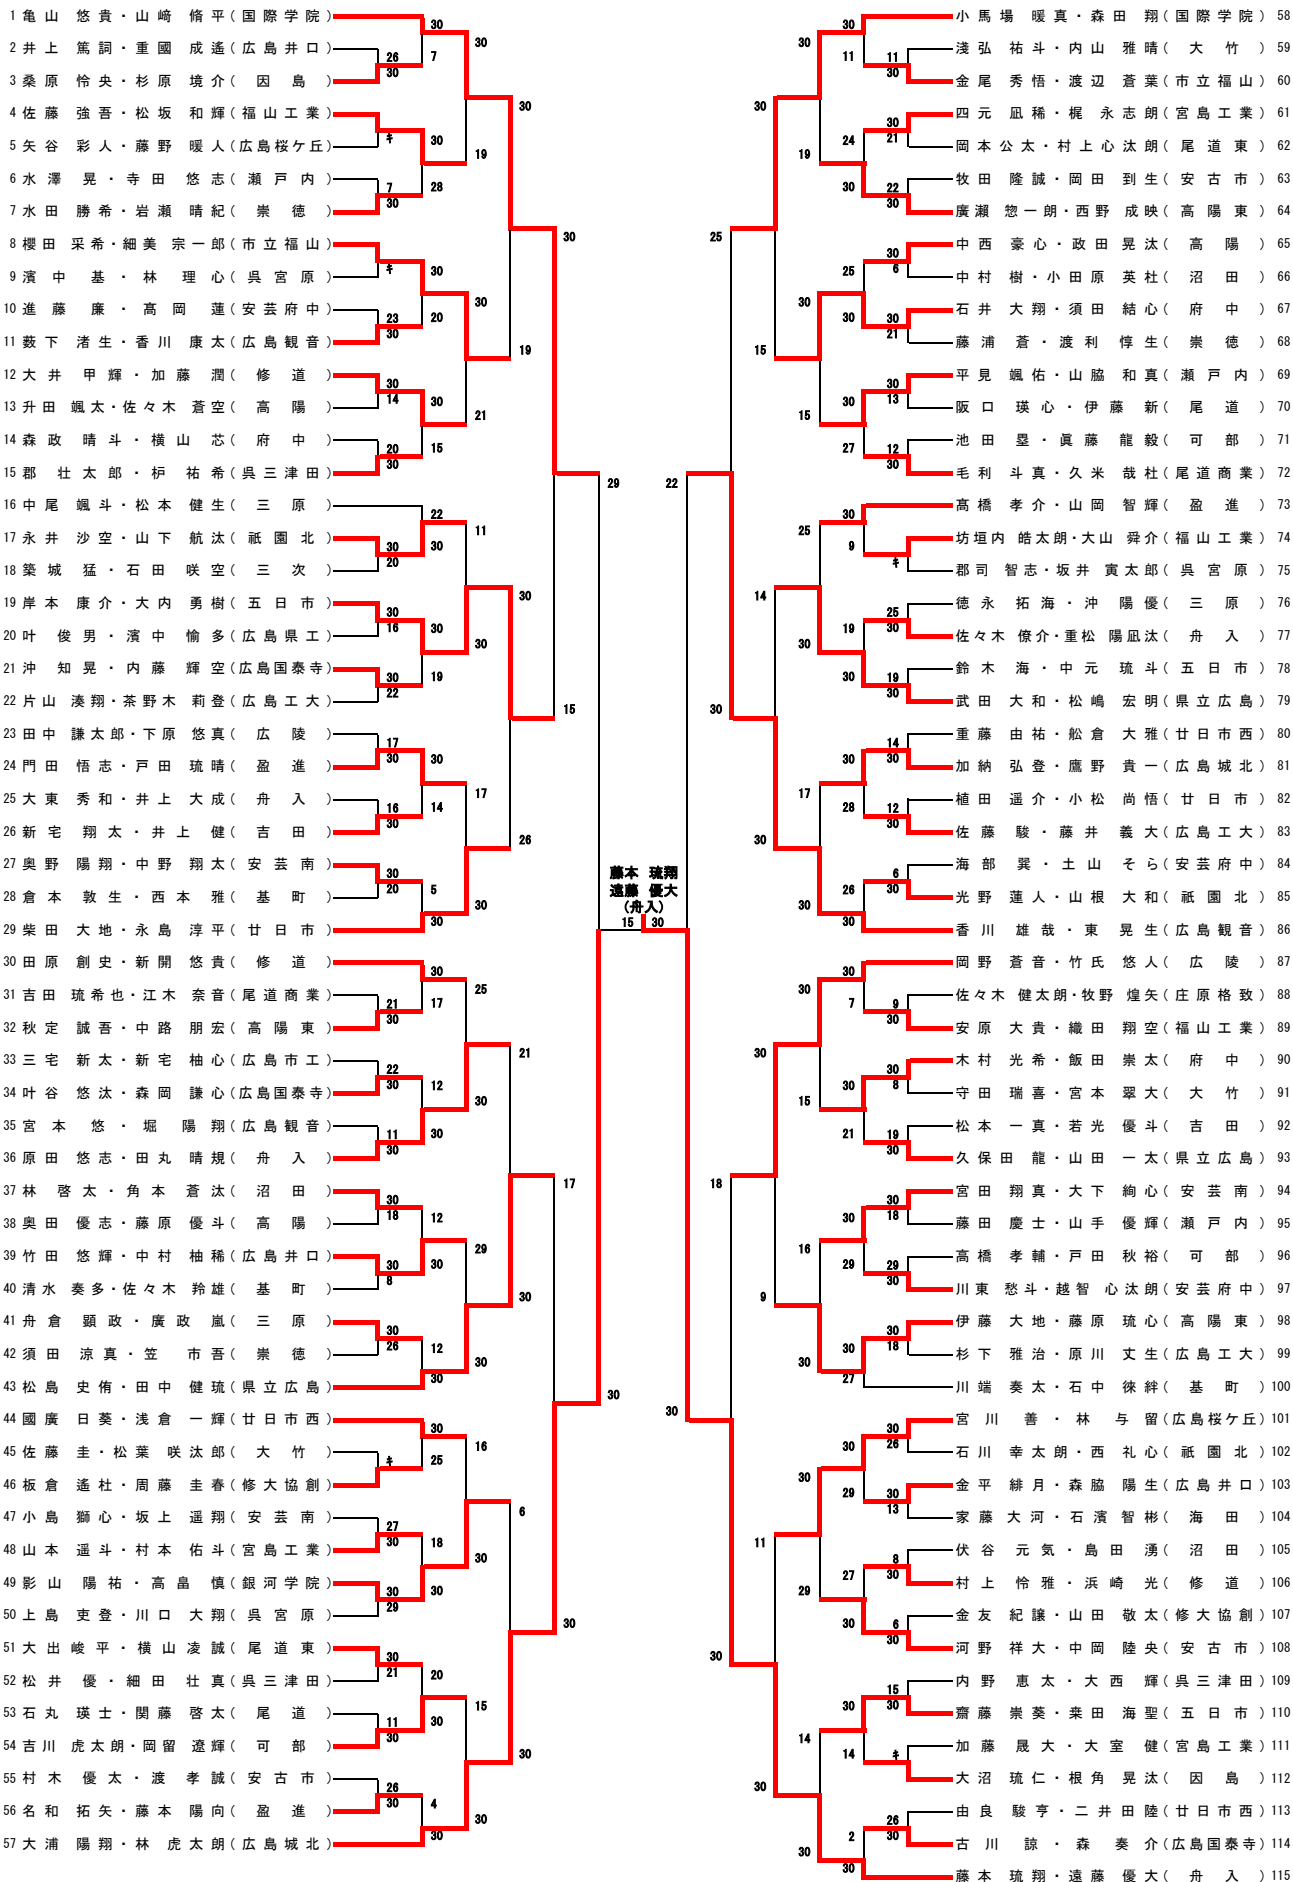 1 亀山 悠貴・山﨑 脩平 (国際学院)
2 井上 篤詞・重國 成遙 (広島井口)
3 桑原 怜央・杉原 境介 (因島)
4 佐藤 強吾・松坂 和輝 (福山工業)
5 矢谷 彩人・藤野 暖人 (広島桜ケ丘)
6 水澤 晃・寺田 悠志 (瀬戸内)
7 水田 勝希・岩瀬 晴紀 (崇徳)
8 櫻田 采希・細美 宗一郎 (市立福山)
9 濱中 基・林 理心 (呉宮原)
10 進藤 廉・髙岡 蓮 (安芸府中)
11 薮下 渚生・香川 康太 (広島観音)
12 大井 甲輝・加藤 潤 (修道)
13 升田 颯太・佐々木 蒼空 (高陽)
14 森政 晴斗・横山 芯 (府中)
15 郡 壮太郎・枦 祐希 (呉三津田)
16 中尾 颯斗・松本 健生 (三原)
17 永井 沙空・山下 航汰 (祇園北)
18 築城 猛・石田 咲空 (三次)
19 岸本 康介・大内 勇樹 (五日市)
20 叶 俊男・濱中 愉多 (広島県工)
21 沖 知晃・内藤 輝空 (広島国泰寺)
22 片山 湊翔・茶野木 莉登 (広島工大)
23 田中 謙太郎・下原 悠真 (広陵)
24 門田 悟志・戸田 琉晴 (盈進)
25 大東 秀和・井上 大成 (舟入)
26 新宅 翔太・井上 健 (吉田)
27 奥野 陽翔・中野 翔太 (安芸南)
28 倉本 敦生・西本 雅 (基町)
29 柴田 大地・永島 淳平 (廿日市)
30 田原 創史・新開 悠貴 (修道)
31 吉田 琉希也・江木 奈音 (尾道商業)
32 秋定 誠吾・中路 朋宏 (高陽東)
33 三宅 新太・新宅 柚心 (広島市工)
34 叶谷 悠汰・森岡 謙心 (広島国泰寺)
35 宮本 悠・堀 陽翔 (広島観音)
36 原田 悠志・田丸 晴規 (舟入)
37 林 啓太・角本 蒼汰 (沼田)
38 奥田 優志・藤原 優斗 (高陽)
39 竹田 悠輝・中村 柚稀 (広島井口)
40 清水 奏多・佐々木 羚雄 (基町)
41 舟倉 顕政・廣政 嵐 (三原)
42 須田 涼真・笠 市吾 (崇徳)
43 松島 史侑・田中 健琉 (県立広島)
44 國廣 日葵・浅倉 一輝 (廿日市西)
45 佐藤 圭・松葉 咲太郎 (大竹)
46 板倉 遙杜・周藤 圭春 (修大協創)
47 小島 獅心・坂上 遥翔 (安芸南)
48 山本 遥斗・村本 佑斗 (宮島工業)
49 影山 陽祐・高畠 慎 (銀河学院)
50 上島 吏登・川口 大翔 (呉宮原)
51 大出 峻平・横山 凌誠 (尾道東)
52 松井 優・細田 壮真 (呉三津田)
53 石丸 瑛士・関藤 啓太 (尾道)
54 吉川 虎太朗・岡留 遼輝 (可部)
55 村木 優太・渡 孝誠 (安古市)
56 名和 拓矢・藤本 陽向 (盈進)
57 大浦 陽翔・林 虎太朗 (広島城北)
藤本 琉翔
遠藤 優大
(舟入)
15 30
小馬場 暖真・森田 翔 (国際学院) 58
淺弘 祐斗・内山 雅晴 (大竹) 59
金尾 秀悟・渡辺 蒼葉 (市立福山) 60
四元 凪稀・梶 永志朗 (宮島工業) 61
岡本公太・村上心汰朗 (尾道東) 62
牧田 隆誠・岡田 到生 (安古市) 63
廣瀬 惣一朗・西野 成映 (高陽東) 64
中西 豪心・政田 晃汰 (高陽) 65
中村 樹・小田原 英杜 (沼田) 66
石井 大翔・須田 結心 (府中) 67
藤浦 蒼・渡利 惇生 (崇徳) 68
平見 颯佑・山脇 和真 (瀬戸内) 69
阪口 瑛心・伊藤 新 (尾道) 70
池田 塁・眞藤 龍毅 (可部) 71
毛利 斗真・久米 哉杜 (尾道商業) 72
髙橋 孝介・山岡 智輝 (盈進) 73
坊垣内 皓太朗・大山 舜介 (福山工業) 74
郡司 智志・坂井 寅太郎 (呉宮原) 75
徳永 拓海・沖 陽優 (三原) 76
佐々木 僚介・重松 陽凪汰 (舟入) 77
鈴木 海・中元 琉斗 (五日市) 78
武田 大和・松嶋 宏明 (県立広島) 79
重藤 由祐・舩倉 大雅 (廿日市西) 80
加納 弘登・鷹野 貴一 (広島城北) 81
植田 遥介・小松 尚悟 (廿日市) 82
佐藤 駿・藤井 義大 (広島工大) 83
海部 巽・土山 そら (安芸府中) 84
光野 蓮人・山根 大和 (祇園北) 85
香川 雄哉・東 晃生 (広島観音) 86
岡野 蒼音・竹氏 悠人 (広陵) 87
佐々木 健太朗・牧野 煌矢 (庄原格致) 88
安原 大貴・織田 翔空 (福山工業) 89
木村 光希・飯田 崇太 (府中) 90
守田 瑞喜・宮本 翠大 (大竹) 91
松本 一真・若光 優斗 (吉田) 92
久保田 龍・山田 一太 (県立広島) 93
宮田 翔真・大下 絢心 (安芸南) 94
藤田 慶士・山手 優輝 (瀬戸内) 95
高橋 孝輔・戸田 秋裕 (可部) 96
川東 愁斗・越智 心汰朗 (安芸府中) 97
伊藤 大地・藤原 琉心 (高陽東) 98
杉下 雅治・原川 丈生 (広島工大) 99
川端 奏太・石中 徠絆 (基町) 100
宮川 善・林 与留 (広島桜ケ丘) 101
石川 幸太朗・西 礼心 (祇園北) 102
金平 緋月・森脇 陽生 (広島井口) 103
家藤 大河・石濱 智彬 (海田) 104
伏谷 元気・島田 湧 (沼田) 105
村上 怜雅・浜崎 光 (修道) 106
金友 紀譲・山田 敬太 (修大協創) 107
河野 祥大・中岡 陸央 (安古市) 108
内野 恵太・大西 輝 (呉三津田) 109
齋藤 崇葵・桒田 海聖 (五日市) 110
加藤 晟大・大室 健 (宮島工業) 111
大沼 琉仁・根角 晃汰 (因島) 112
由良 駿亨・二井田 陸 (廿日市西) 113
古川 諒・森 奏介 (広島国泰寺) 114
藤本 琉翔・遠藤 優大 (舟入) 115